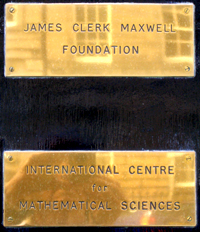 JAMES CLERK MAXWELL
FOUNDATION
INTERNATIONAL CENTRE
for
MATHEMATICAL SCIENCES